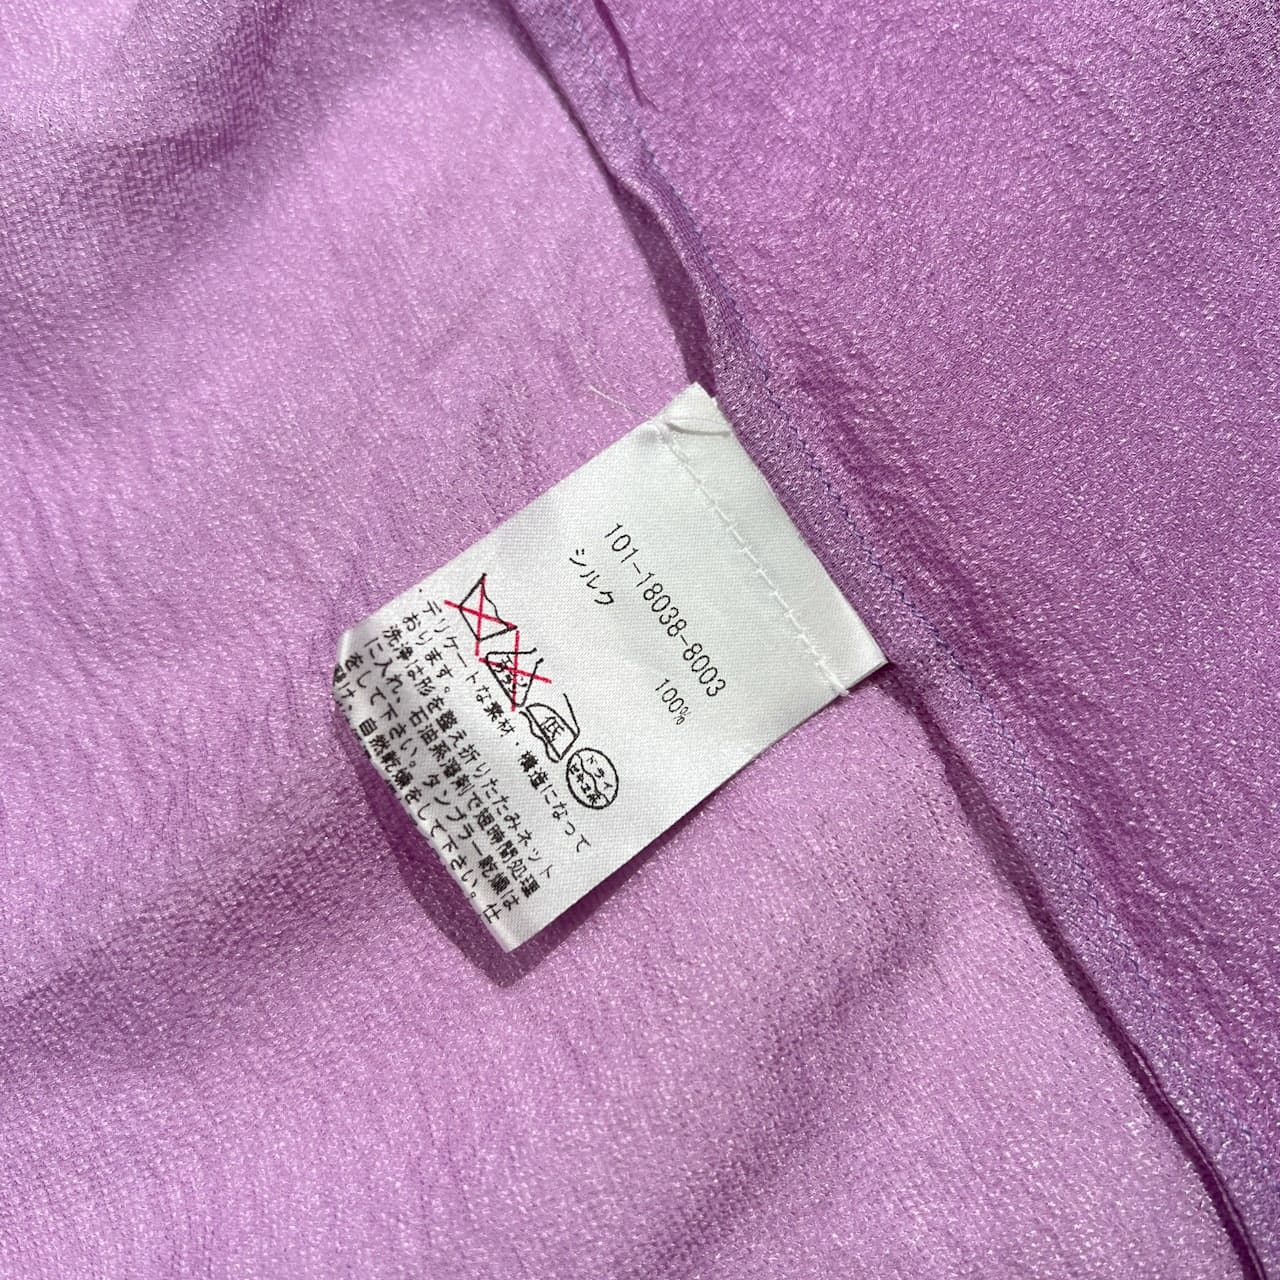 101-18038-8003
シルク 100%
低
ドライ
・デリケートな素材・構造になって
おります。
洗浄は形を整え折りたたみネット
に入れ、石油系溶剤で短時間処理
をして下さい。タンブラー乾燥は
避け、自然乾燥をして下さい。仕